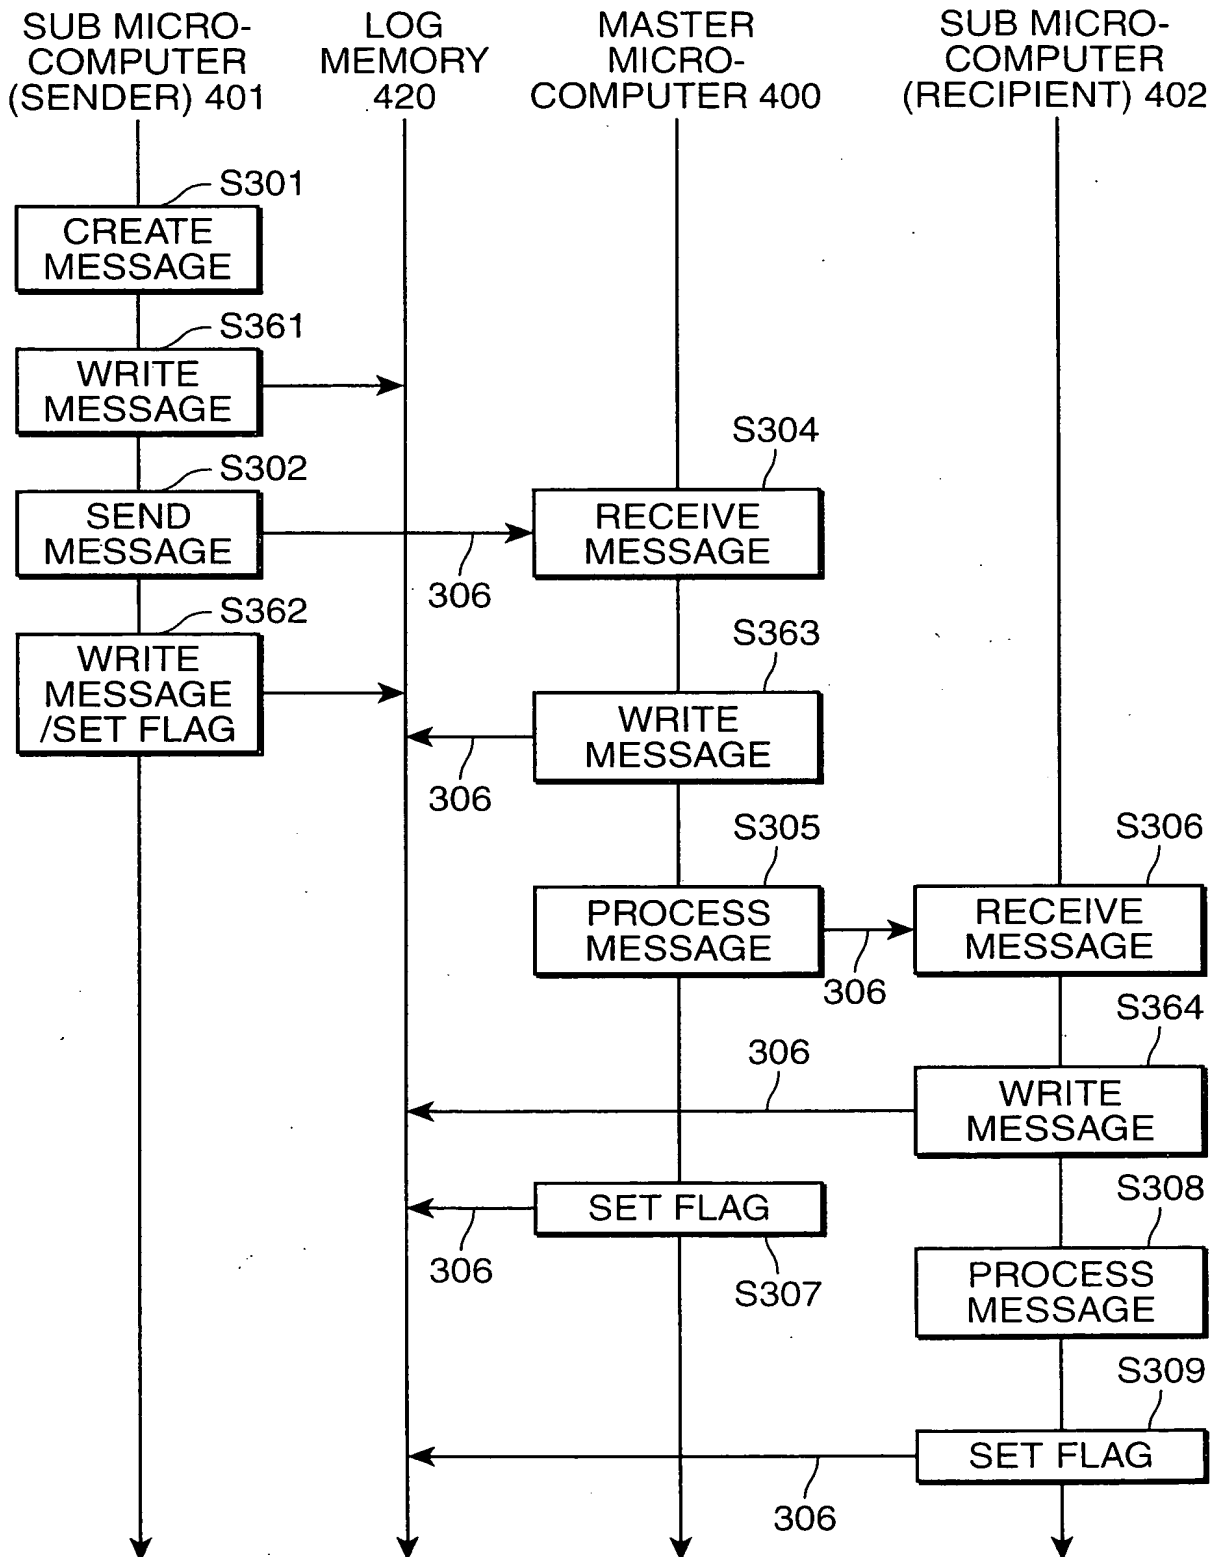 SUB MICRO-
COMPUTER
(SENDER) 401
LOG
MEMORY
420
MASTER
MICRO-
COMPUTER 400
SUB MICRO-
COMPUTER
(RECIPIENT) 402
S301
CREATE
MESSAGE
S361
WRITE
MESSAGE
S302
SEND
MESSAGE
306
S304
RECEIVE
MESSAGE
S362
WRITE
MESSAGE
/SET FLAG
S363
WRITE
MESSAGE
306
S305
PROCESS
MESSAGE
306
S306
RECEIVE
MESSAGE
S364
WRITE
MESSAGE
306
SET FLAG
306
S307
S308
PROCESS
MESSAGE
S309
SET FLAG
306